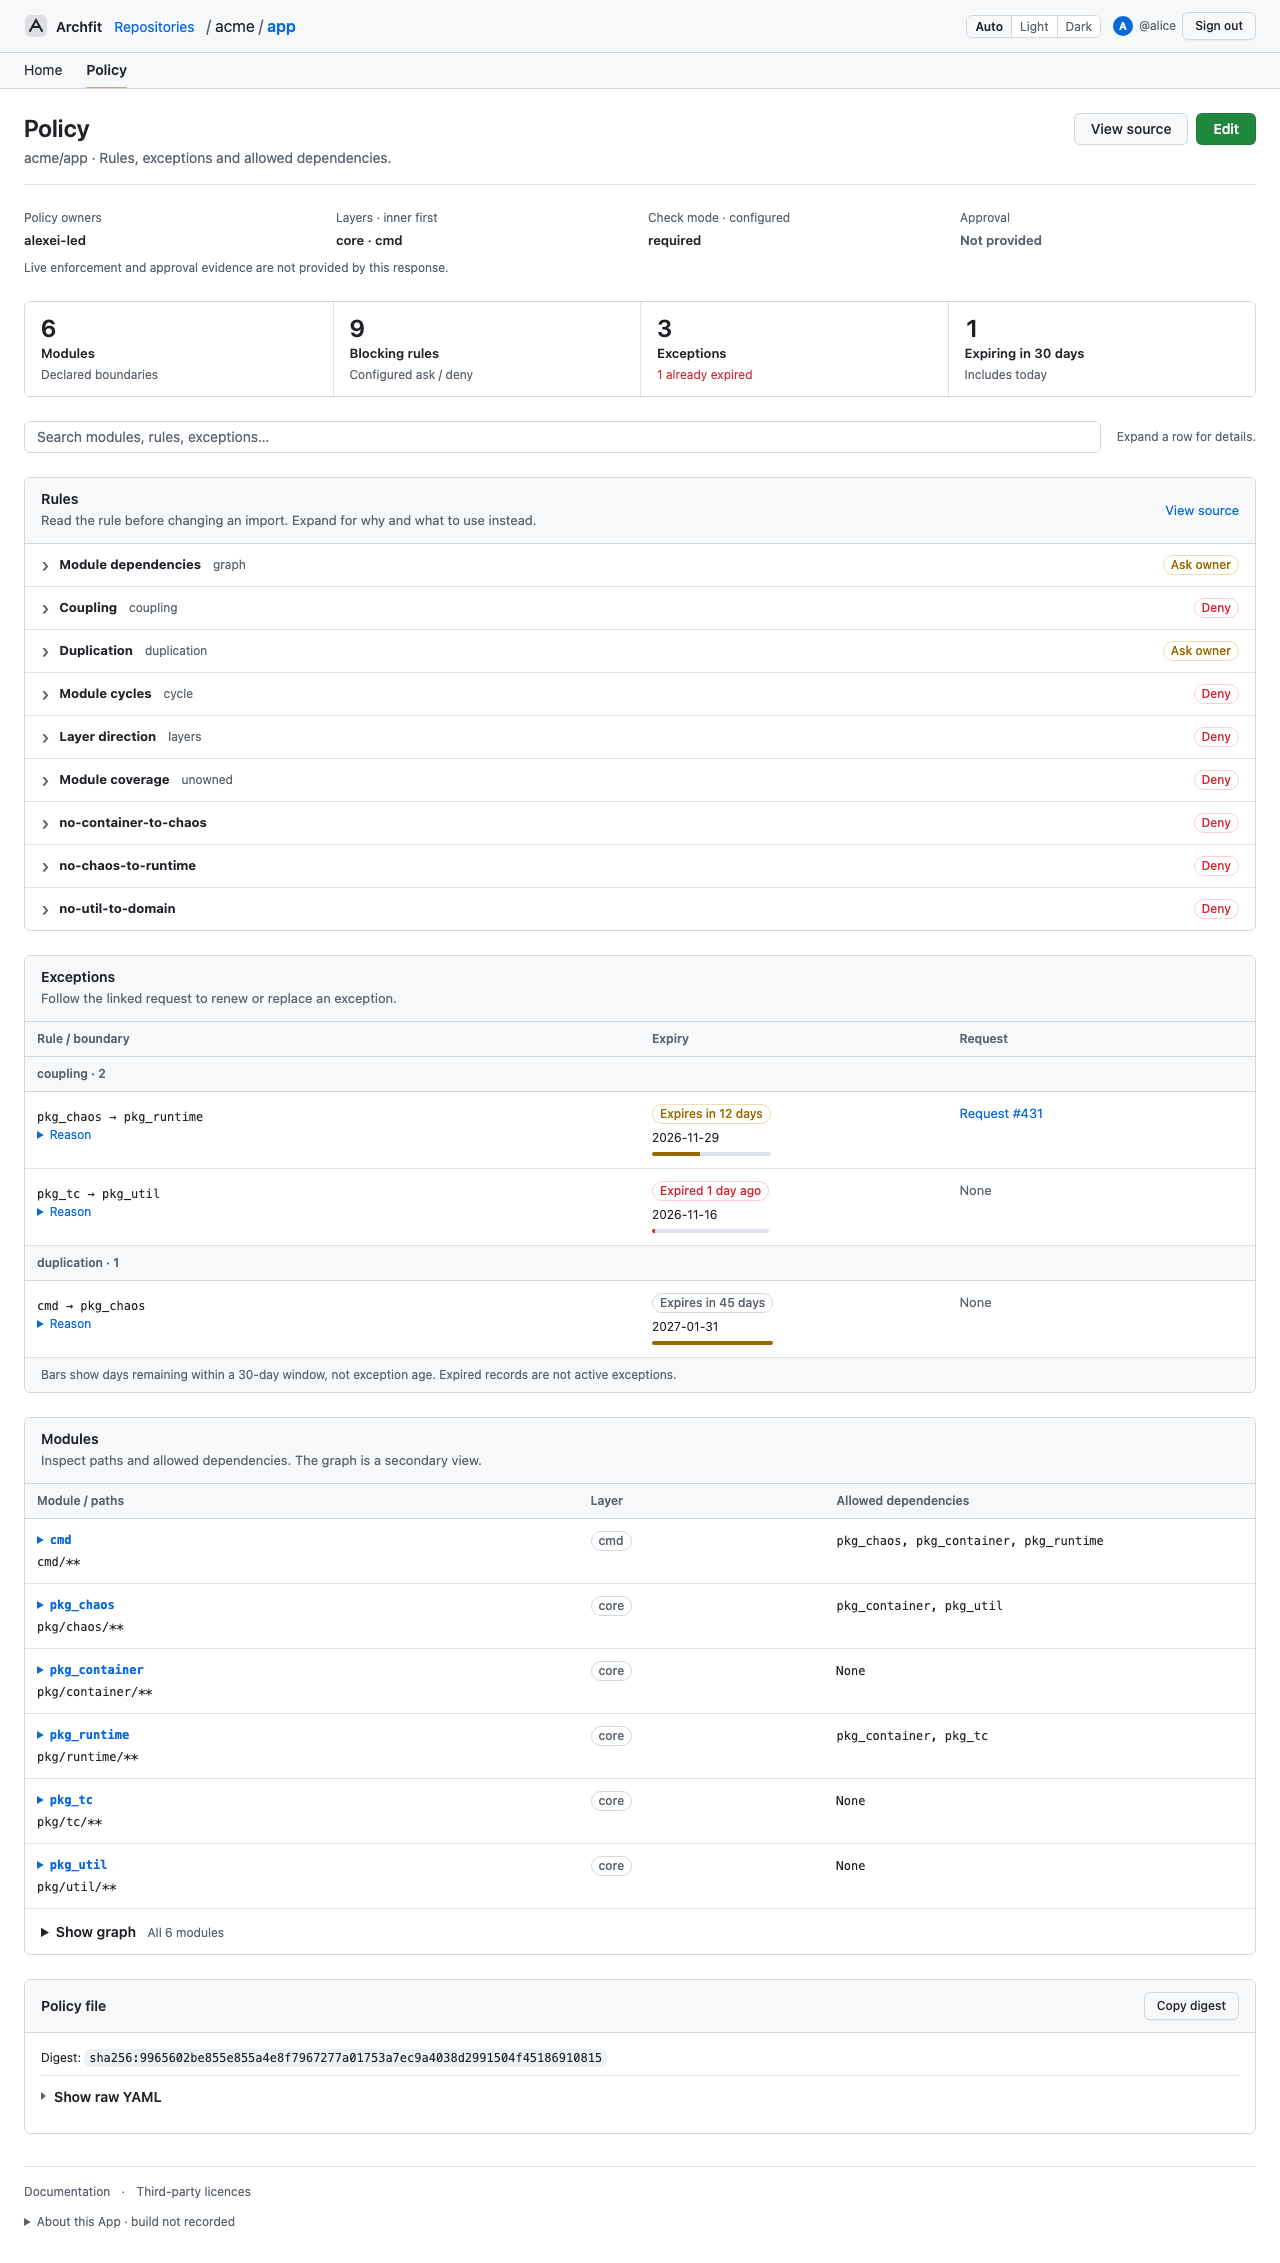 Archfit Repositories / acme / app Auto Light Dark A @alice Sign out
Home Policy
Policy View source Edit
acme/app · Rules, exceptions and allowed dependencies.
Policy owners Layers · inner first Check mode · configured Approval
alexei-led core · cmd required Not provided
Live enforcement and approval evidence are not provided by this response.
6 9 3 1
Modules Blocking rules Exceptions Expiring in 30 days
Declared boundaries Configured ask / deny 1 already expired Includes today
Search modules, rules, exceptions... Expand a row for details.
Rules
Read the rule before changing an import. Expand for why and what to use instead. View source
Module dependencies graph Ask owner
Coupling coupling Deny
Duplication duplication Ask owner
Module cycles cycle Deny
Layer direction layers Deny
Module coverage unowned Deny
no-container-to-chaos Deny
no-chaos-to-runtime Deny
no-util-to-domain Deny
Exceptions
Follow the linked request to renew or replace an exception.
Rule / boundary Expiry Request
coupling · 2
pkg_chaos → pkg_runtime Expires in 12 days Request #431
Reason 2026-11-29
pkg_tc → pkg_util Expired 1 day ago None
Reason 2026-11-16
duplication · 1
cmd → pkg_chaos Expires in 45 days None
Reason 2027-01-31
Bars show days remaining within a 30-day window, not exception age. Expired records are not active exceptions.
Modules
Inspect paths and allowed dependencies. The graph is a secondary view.
Module / paths Layer Allowed dependencies
cmd cmd pkg_chaos, pkg_container, pkg_runtime
cmd/**
pkg_chaos core pkg_container, pkg_util
pkg/chaos/**
pkg_container core None
pkg/container/**
pkg_runtime core pkg_container, pkg_tc
pkg/runtime/**
pkg_tc core None
pkg/tc/**
pkg_util core None
pkg/util/**
Show graph All 6 modules
Policy file Copy digest
Digest: sha256:9965602be855e855a4e8f7967277a01753a7ec9a4038d2991504f45186910815
Show raw YAML
Documentation · Third-party licences
About this App · build not recorded